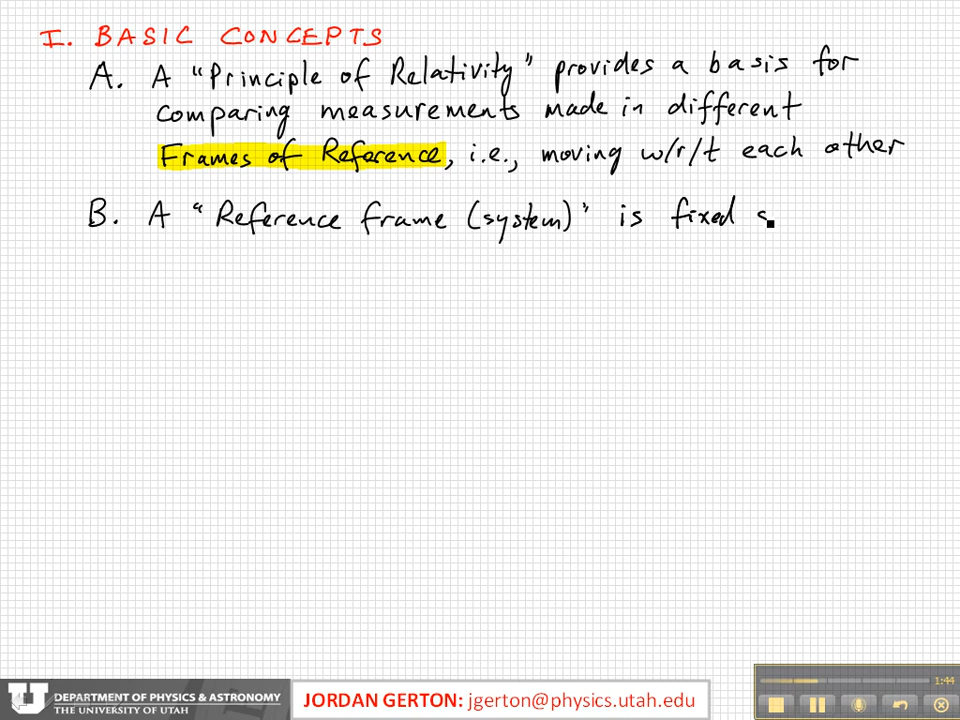 I. BASIC CONCEPTS
A. A "Principle of Relativity" provides a basis for
comparing measurements made in different
Frames of Reference, i.e., moving w/r/t each other
B. A "Reference frame (system)" is fixed s
U
DEPARTMENT OF PHYSICS & ASTRONOMY
THE UNIVERSITY OF UTAH
JORDAN GERTON: jgerton@physics.utah.edu
1:44